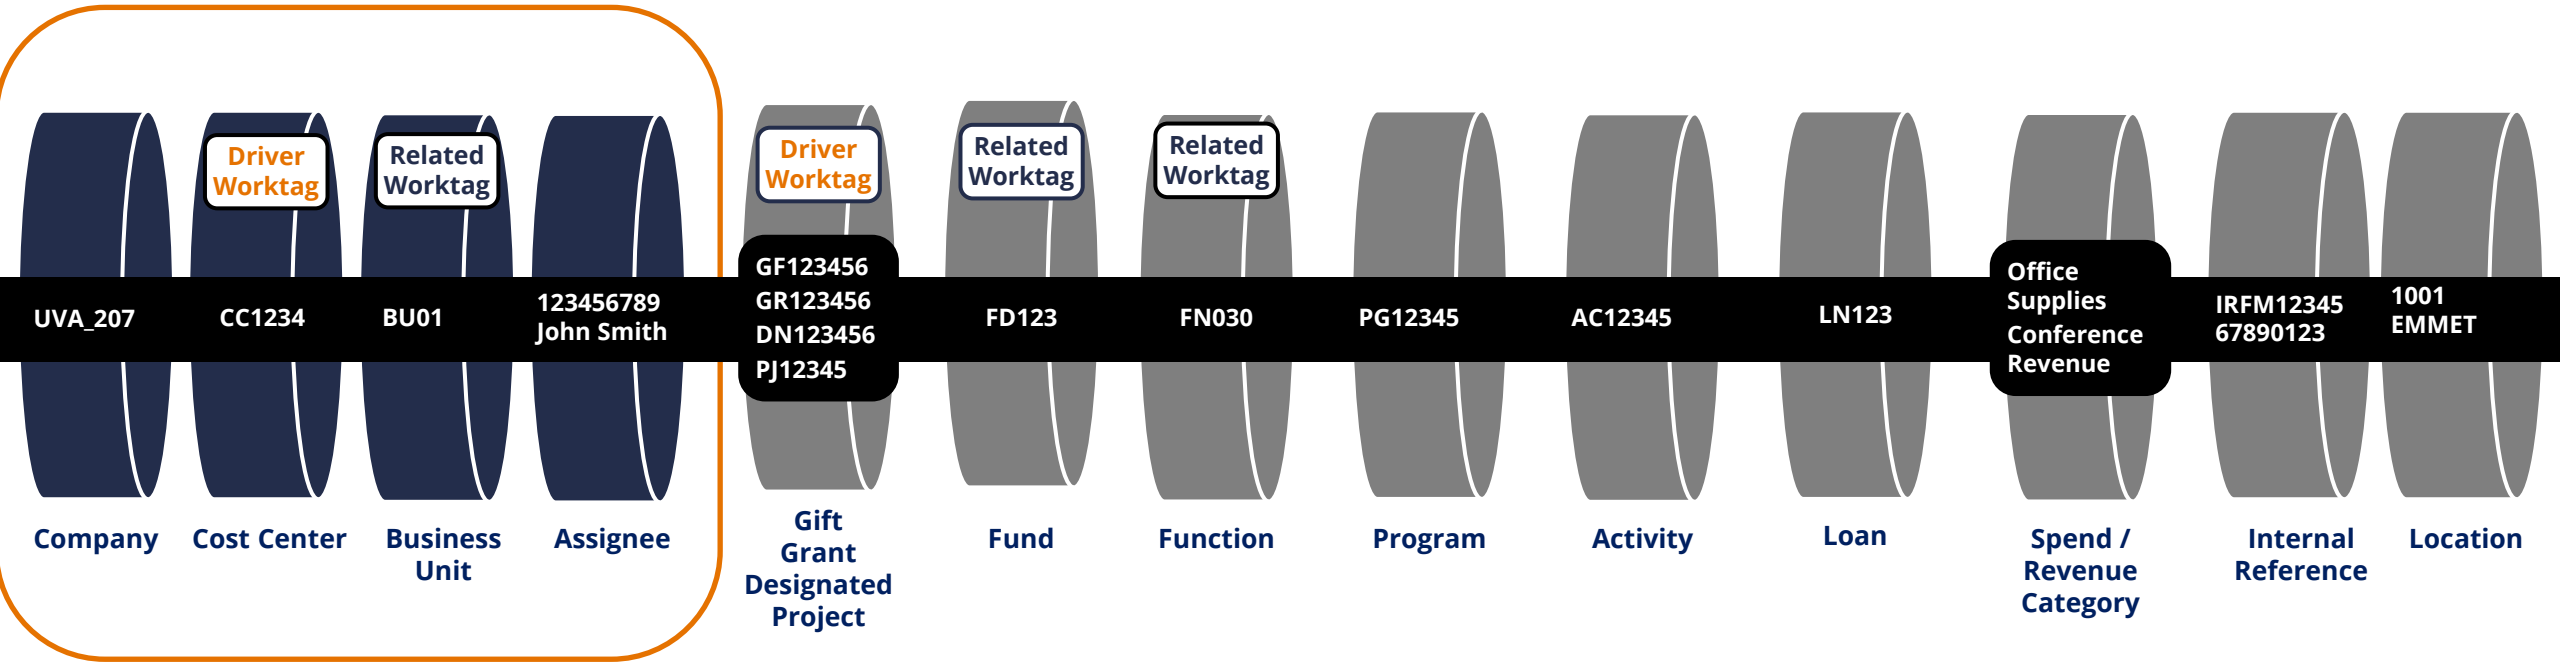 Driver
Worktag
Related
Worktag
Driver
Worktag
Related
Worktag
Related
Worktag
UVA_207
CC1234
BU01
123456789
John Smith
GF123456
GR123456
DN123456
PJ12345
FD123
FN030
PG12345
AC12345
LN123
Office
Supplies
Conference
Revenue
IRFM12345
67890123
1001
EMMET
Company
Cost Center
Business
Unit
Assignee
Gift
Grant
Designated
Project
Fund
Function
Program
Activity
Loan
Spend /
Revenue
Category
Internal
Reference
Location